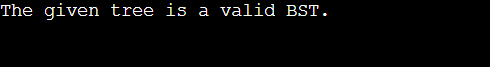 The given tree is a valid BST.